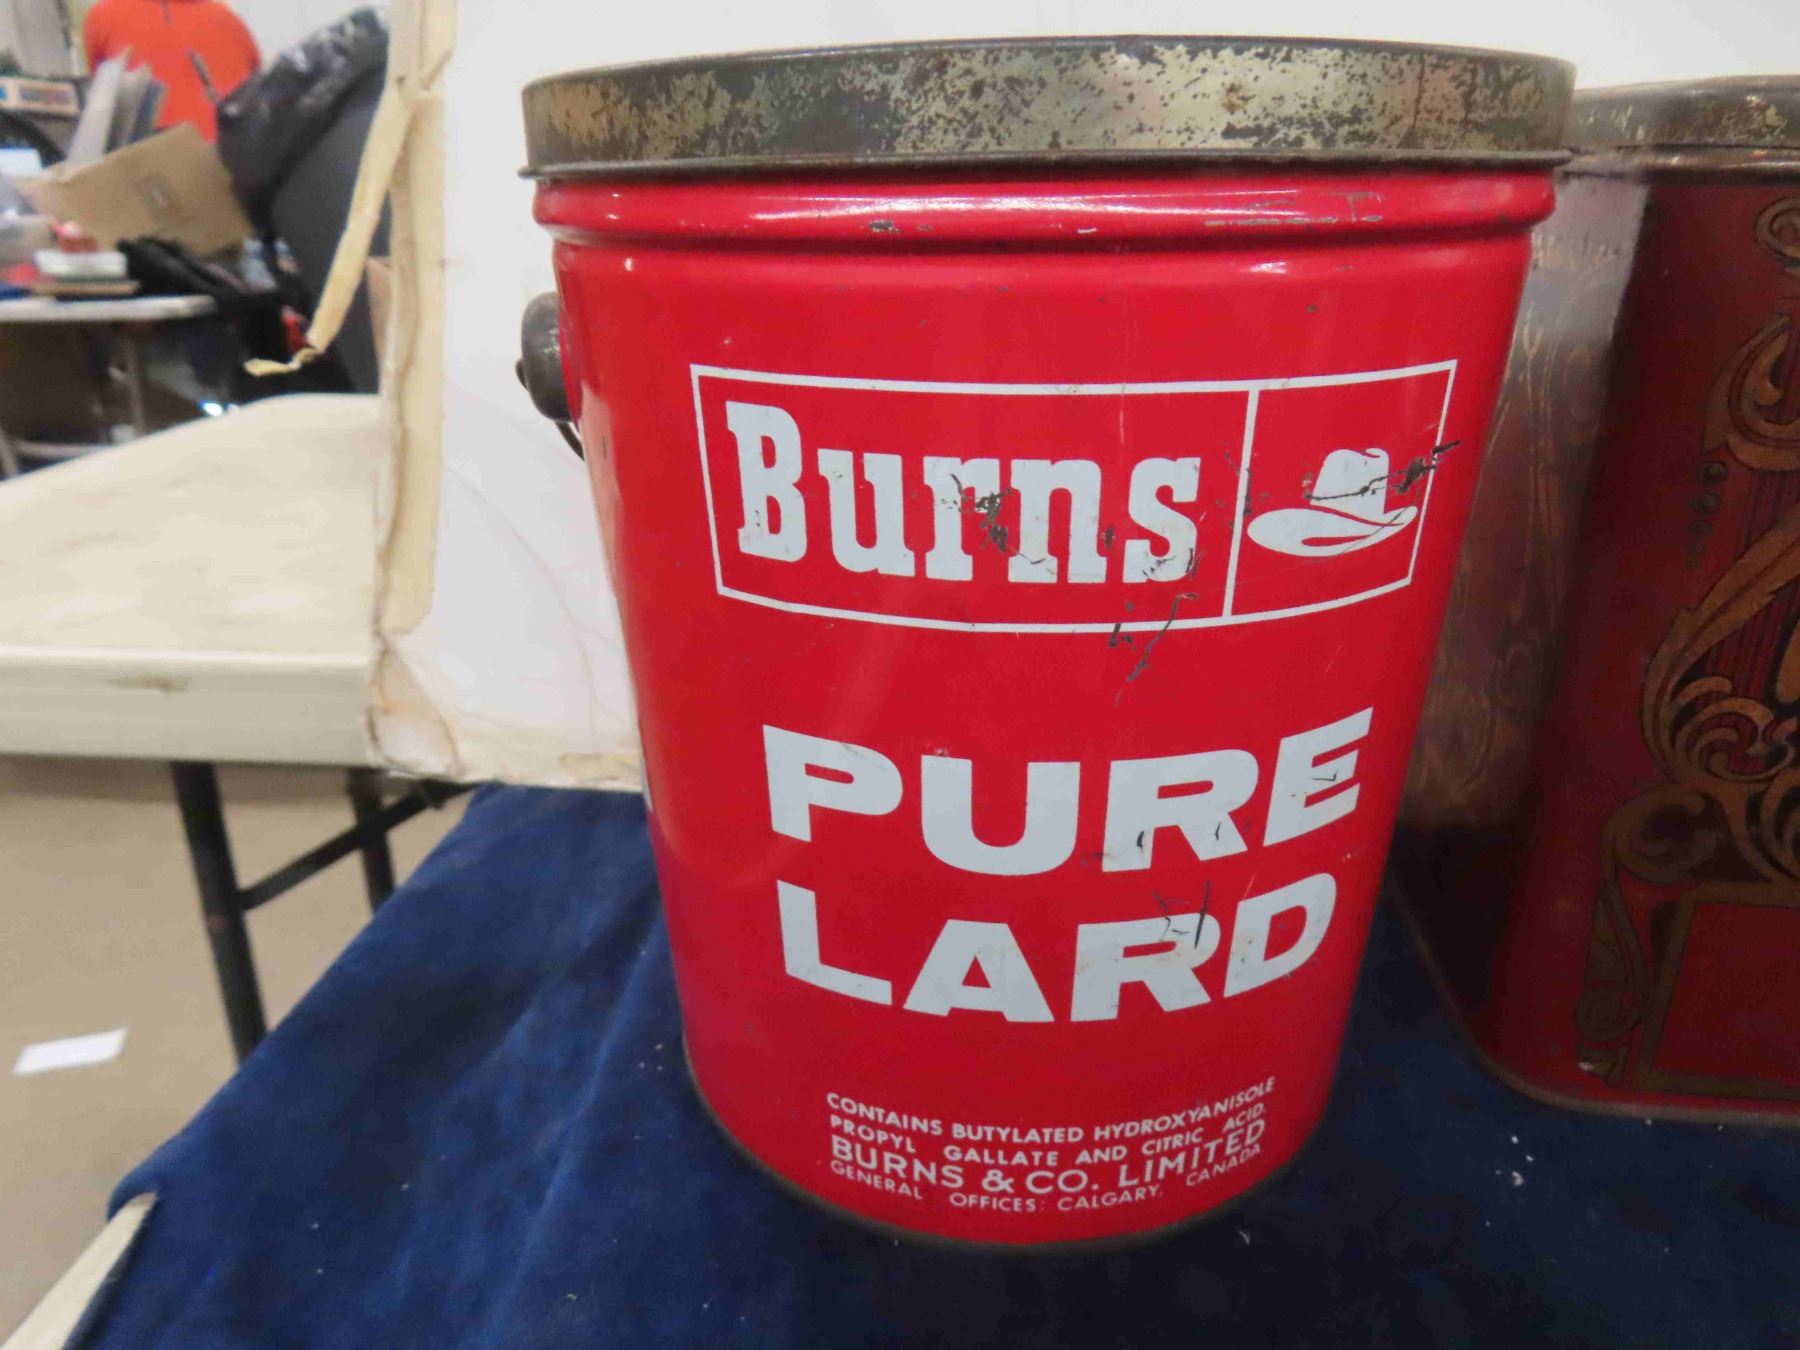 Burns
PURE
LARD
CONTAINS BUTYLATED HYDROXYANISOLE
PROPYL GALLATE AND CITRIC ACID.
BURNS & CO. LIMITED
GENERAL OFFICES: CALGARY, CANADA